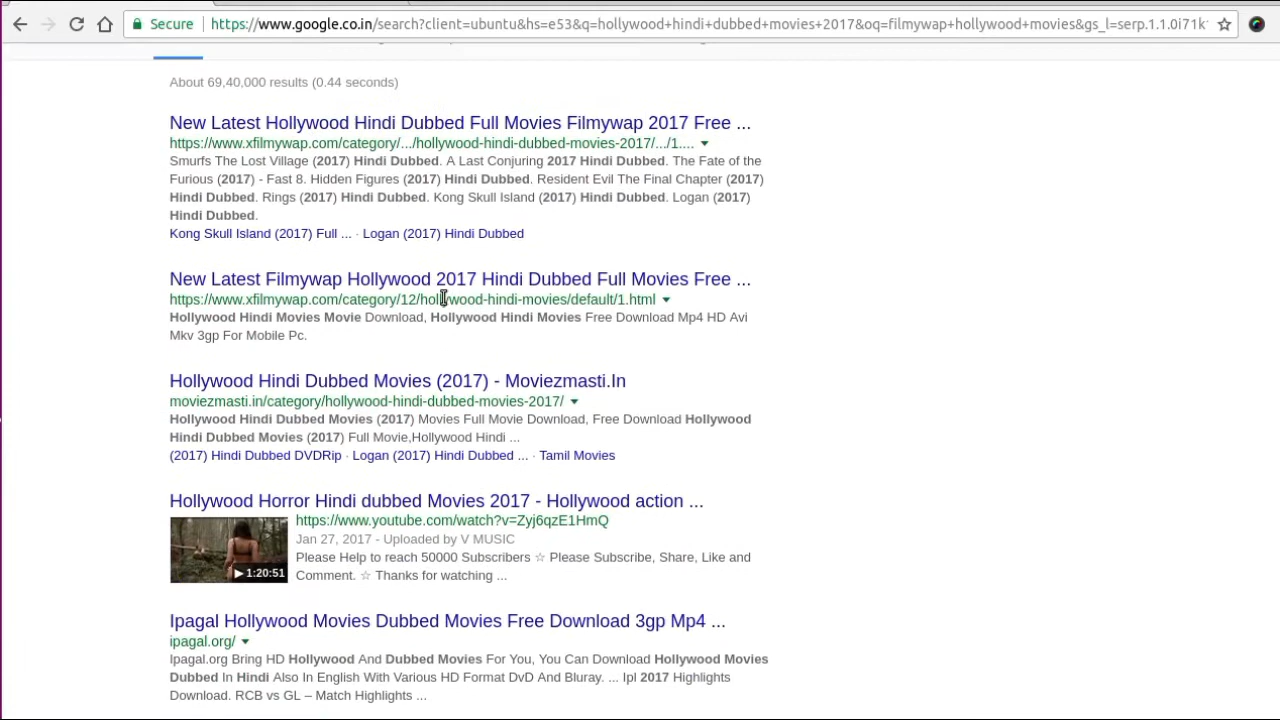 Secure https://www.google.co.in/search?client=ubuntu&hs=e53&q=hollywood+hindi+dubbed+movies+2017&oq=filmywap+hollywood+movies&gs_l=serp.1.1.0i71k
About 69,40,000 results (0.44 seconds)
New Latest Hollywood Hindi Dubbed Full Movies Filmywap 2017 Free ...
https://www.xfilmywap.com/category/.../hollywood-hindi-dubbed-movies-2017/.../1....
Smurfs The Lost Village (2017) Hindi Dubbed. A Last Conjuring 2017 Hindi Dubbed. The Fate of the
Furious (2017) - Fast 8. Hidden Figures (2017) Hindi Dubbed. Resident Evil The Final Chapter (2017)
Hindi Dubbed. Rings (2017) Hindi Dubbed. Kong Skull Island (2017) Hindi Dubbed. Logan (2017)
Hindi Dubbed.
Kong Skull Island (2017) Full ... · Logan (2017) Hindi Dubbed
New Latest Filmywap Hollywood 2017 Hindi Dubbed Full Movies Free ...
https://www.xfilmywap.com/category/12/hollywood-hindi-movies/default/1.html
Hollywood Hindi Movies Movie Download, Hollywood Hindi Movies Free Download Mp4 HD Avi
Mkv 3gp For Mobile Pc.
Hollywood Hindi Dubbed Movies (2017) - Moviezmasti.In
moviezmasti.in/category/hollywood-hindi-dubbed-movies-2017/
Hollywood Hindi Dubbed Movies (2017) Movies Full Movie Download, Free Download Hollywood
Hindi Dubbed Movies (2017) Full Movie,Hollywood Hindi ...
(2017) Hindi Dubbed DVDRip · Logan (2017) Hindi Dubbed ... · Tamil Movies
Hollywood Horror Hindi dubbed Movies 2017 - Hollywood action ...
https://www.youtube.com/watch?v=Zyj6qzE1HmQ
Jan 27, 2017 - Uploaded by V MUSIC
Please Help to reach 50000 Subscribers ☆ Please Subscribe, Share, Like and
Comment. ☆ Thanks for watching ...
1:20:51
Ipagal Hollywood Movies Dubbed Movies Free Download 3gp Mp4 ...
ipagal.org/
Ipagal.org Bring HD Hollywood And Dubbed Movies For You, You Can Download Hollywood Movies
Dubbed In Hindi Also In English With Various HD Format DvD And Bluray. ... Ipl 2017 Highlights
Download. RCB vs GL – Match Highlights ...